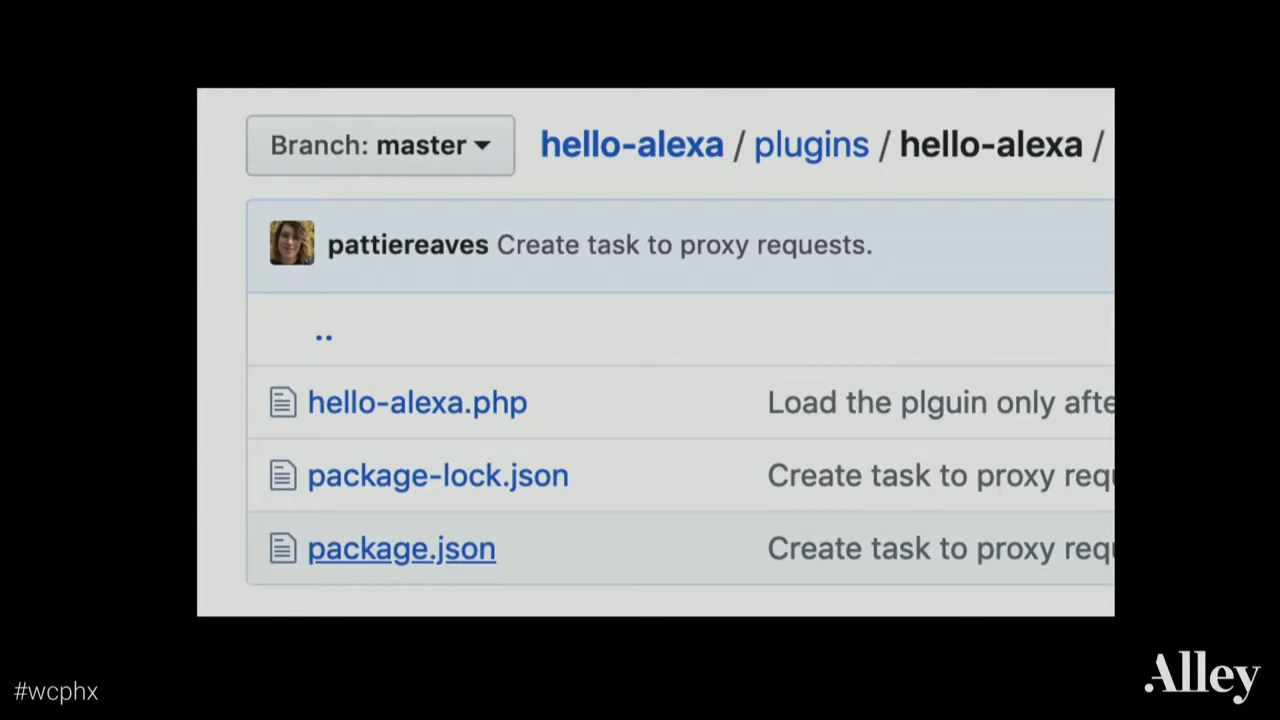 Branch: master
hello-alexa / plugins / hello-alexa /
pattiereaves Create task to proxy requests.
..
hello-alexa.php Load the plguin only afte
package-lock.json Create task to proxy requ
package.json Create task to proxy requ
#wcphx
Alley